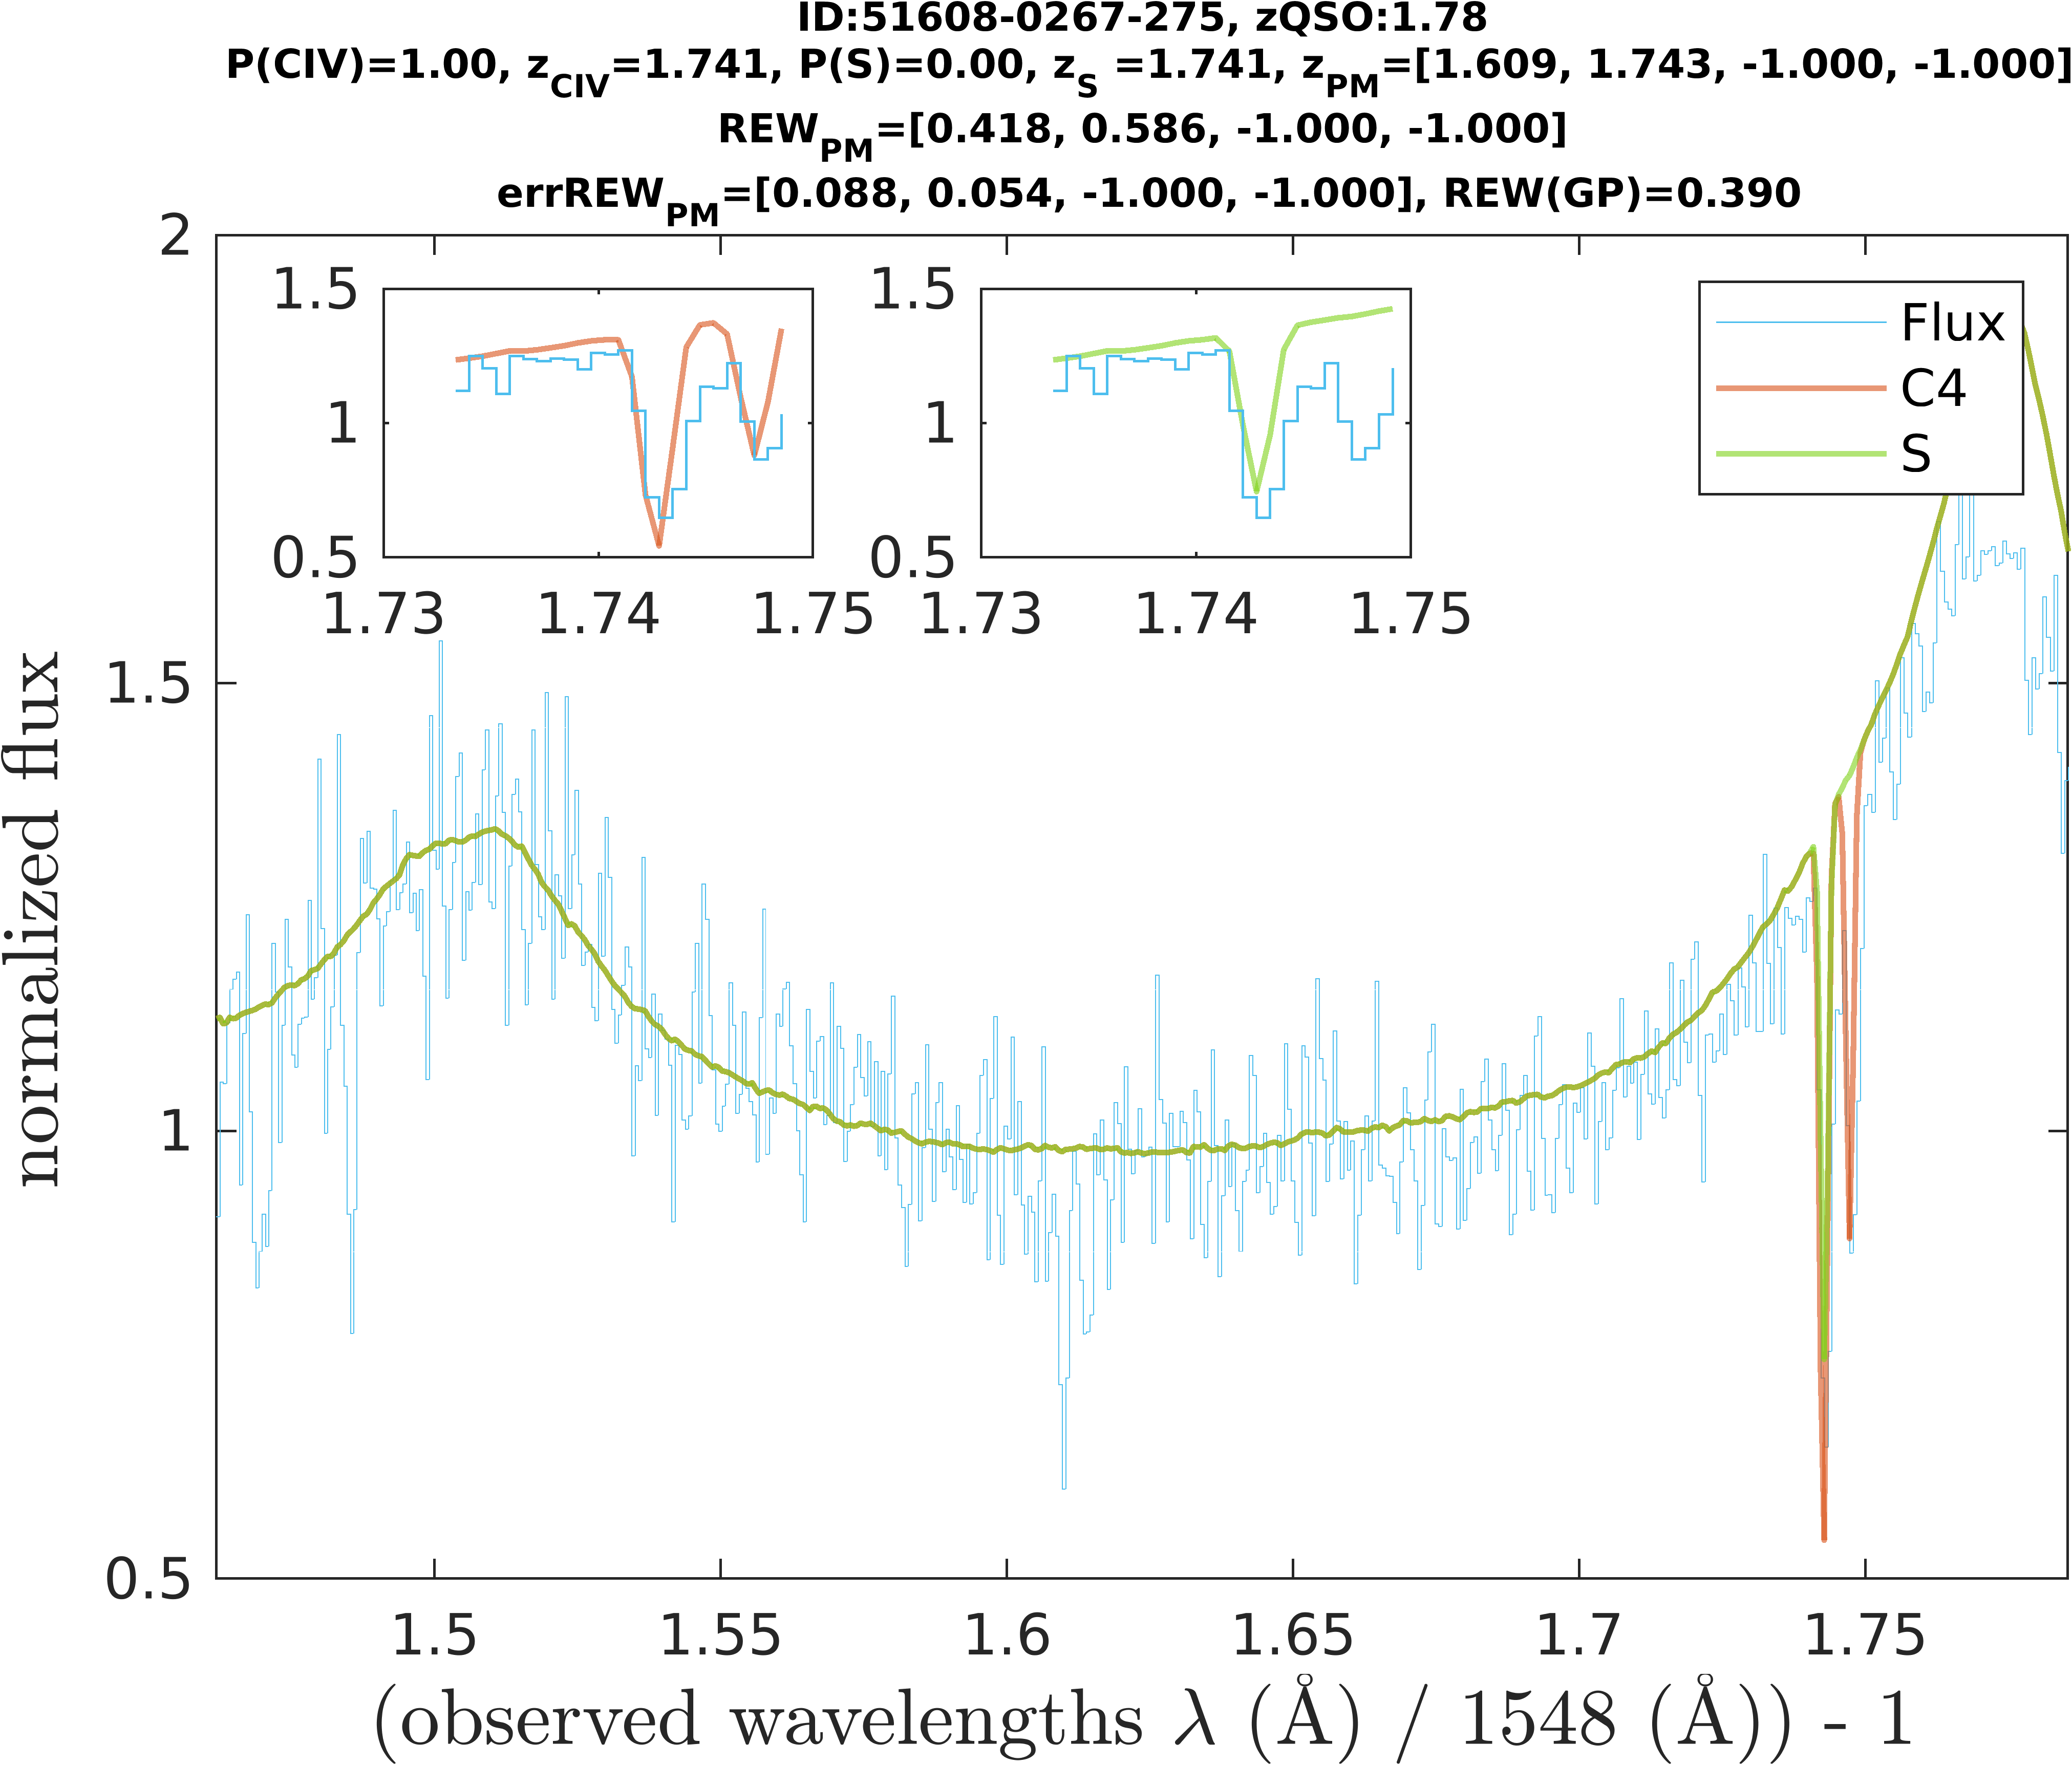 ID:51608-0267-275, zQSO:1.78
P(CIV)=1.00, zCIV=1.741, P(S)=0.00, zS =1.741, zPM=[1.609, 1.743, -1.000, -1.000]
REWPM=[0.418, 0.586, -1.000, -1.000]
errREWPM=[0.088, 0.054, -1.000, -1.000], REW(GP)=0.390
2
1.5
1
0.5
1.5
1
0.5
1.73
1.74
1.75
1.5
1
0.5
1.73
1.74
1.75
Flux
C4
S
normalized flux
1.5
1.55
1.6
1.65
1.7
1.75
(observed wavelengths λ (Å) / 1548 (Å)) - 1